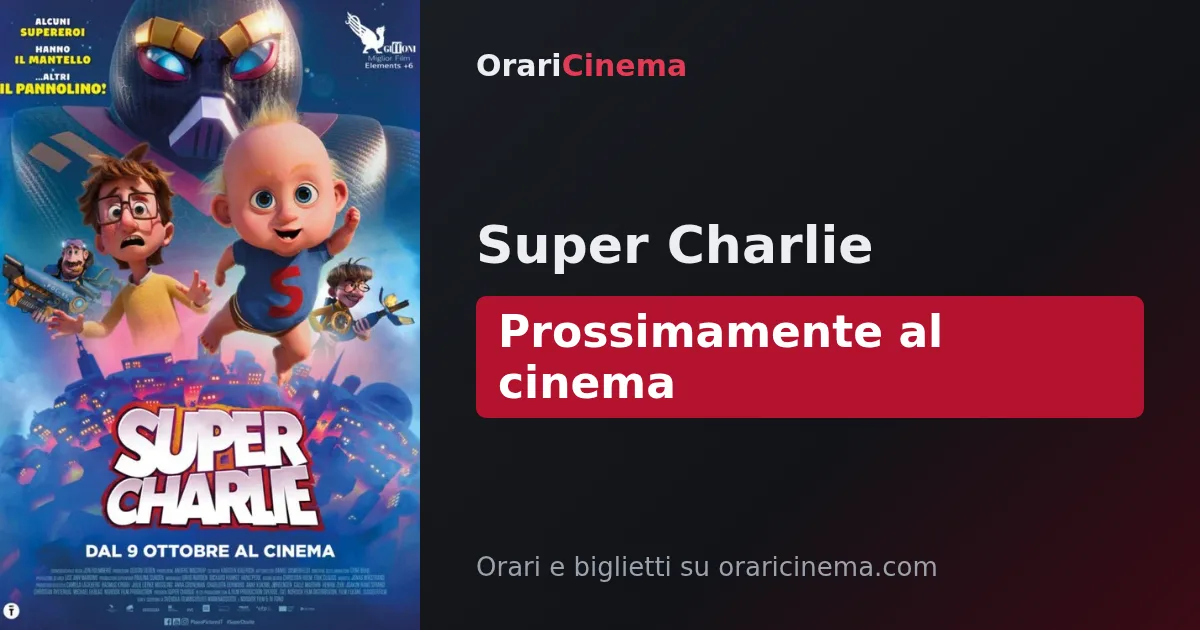 ALCUNI
SUPEREROI
HANNO
IL MANTELLO
...ALTRI
IL PANNOLINO!
GIFFONI
Miglior Film
Elements +6
S
SUPER
CHARLIE
DAL 9 OTTOBRE AL CINEMA
OrariCinema
Super Charlie
Prossimamente al
cinema
Orari e biglietti su oraricinema.com